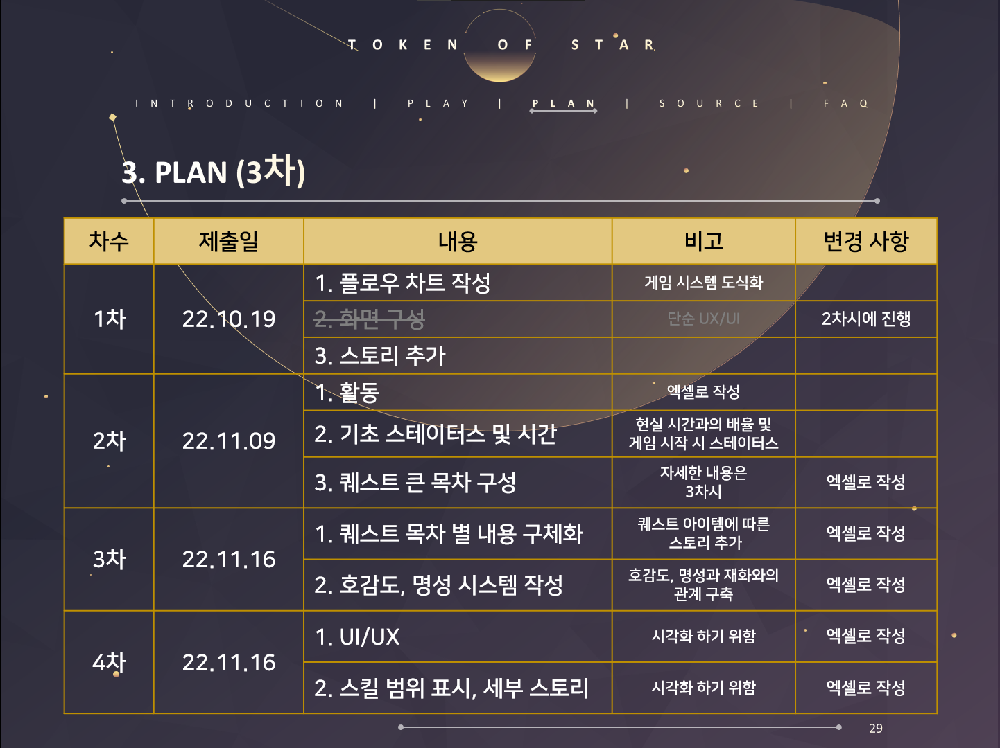 TOKEN OF STAR
INTRODUCTION | PLAY | PLAN | SOURCE | FAQ
3. PLAN (3차)
차수 제출일 내용 비고 변경 사항
1차 22.10.19
1. 플로우 차트 작성 게임 시스템 도식화
2. 화면 구성 단순 UX/UI 2차시에 진행
3. 스토리 추가
2차 22.11.09
1. 활동 엑셀로 작성
2. 기초 스테이터스 및 시간
현실 시간과의 배율 및
게임 시작 시 스테이터스
3. 퀘스트 큰 목차 구성
자세한 내용은
3차시
엑셀로 작성
3차 22.11.16
1. 퀘스트 목차 별 내용 구체화
퀘스트 아이템에 따른
스토리 추가
엑셀로 작성
2. 호감도, 명성 시스템 작성
호감도, 명성과 재화와의
관계 구축
엑셀로 작성
4차 22.11.16
1. UI/UX 시각화 하기 위함 엑셀로 작성
2. 스킬 범위 표시, 세부 스토리 시각화 하기 위함 엑셀로 작성
29